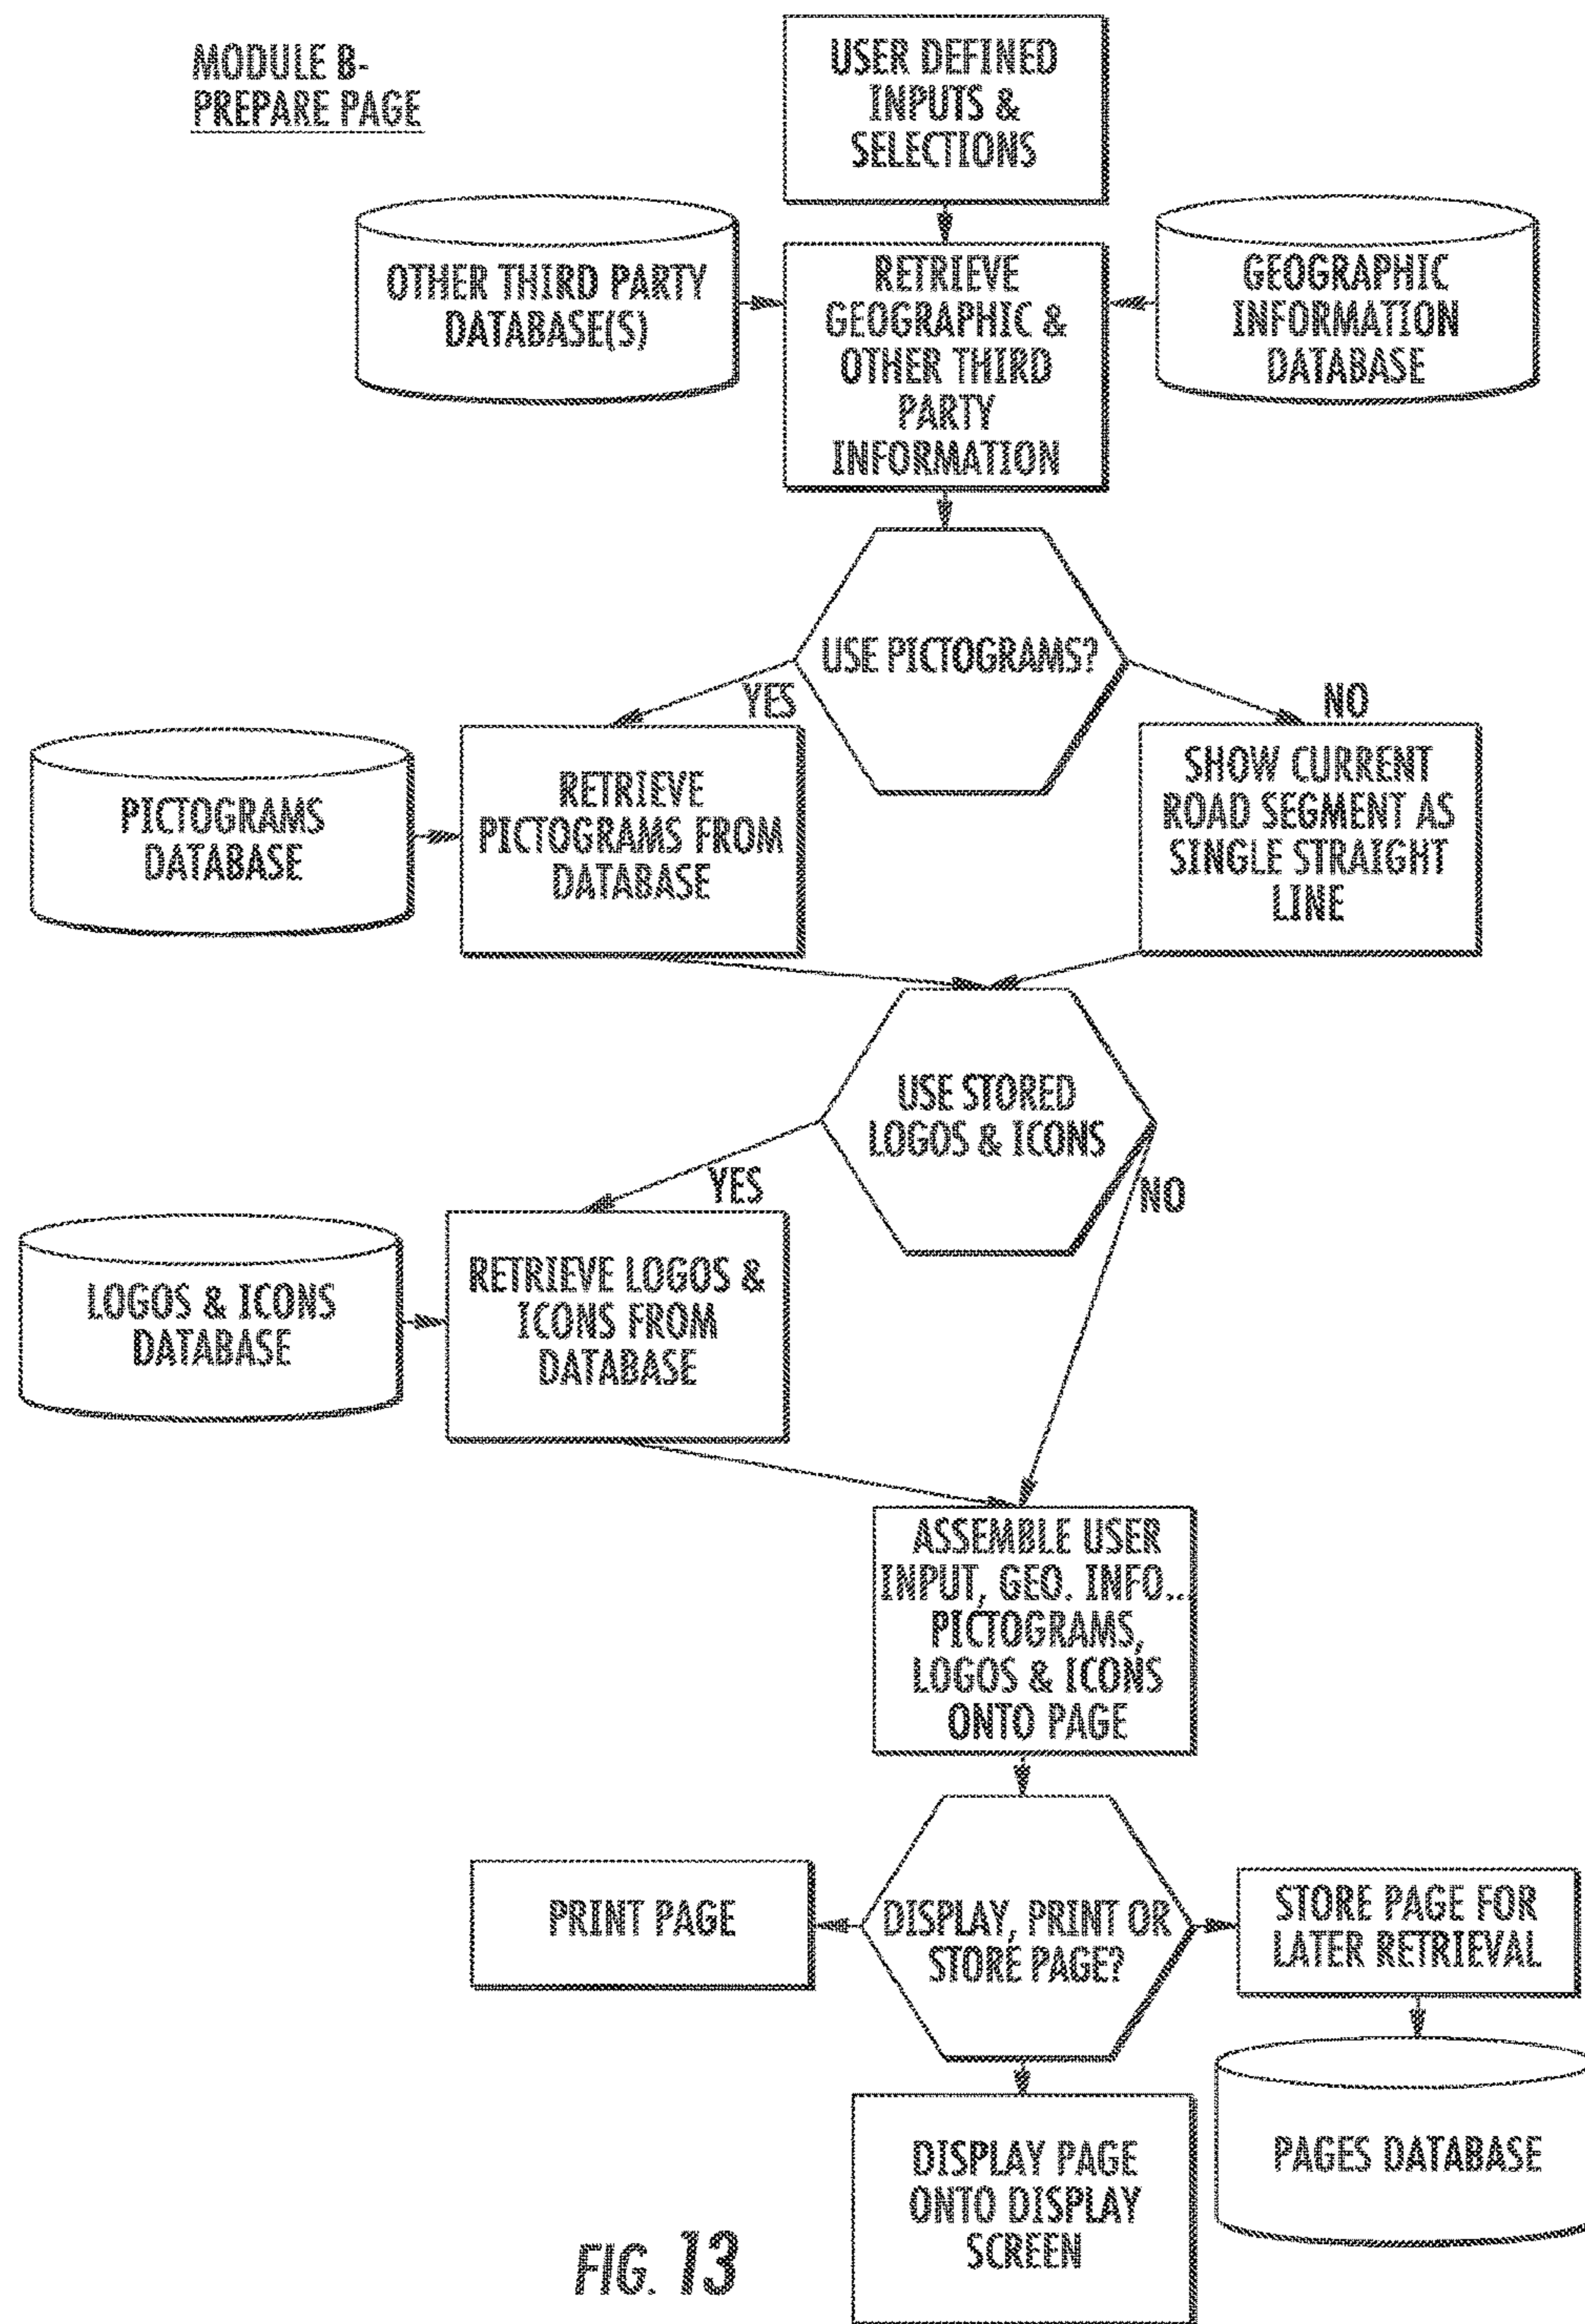 MODULE B-
PREPARE PAGE
USER DEFINED
INPUTS &
SELECTIONS
OTHER THIRD PARTY
DATABASE(S)
RETRIEVE
GEOGRAPHIC &
OTHER THIRD
PARTY
INFORMATION
GEOGRAPHIC
INFORMATION
DATABASE
USE PICTOGRAMS?
YES
NO
PICTOGRAMS
DATABASE
RETRIEVE
PICTOGRAMS FROM
DATABASE
SHOW CURRENT
ROAD SEGMENT AS
SINGLE STRAIGHT
LINE
USE STORED
LOGOS & ICONS
YES
NO
LOGOS & ICONS
DATABASE
RETRIEVE LOGOS &
ICONS FROM
DATABASE
ASSEMBLE USER
INPUT, GEO. INFO..
PICTOGRAMS,
LOGOS & ICONS
ONTO PAGE
PRINT PAGE
DISPLAY, PRINT OR
STORE PAGE?
STORE PAGE FOR
LATER RETRIEVAL
DISPLAY PAGE
ONTO DISPLAY
SCREEN
PAGES DATABASE
FIG. 13